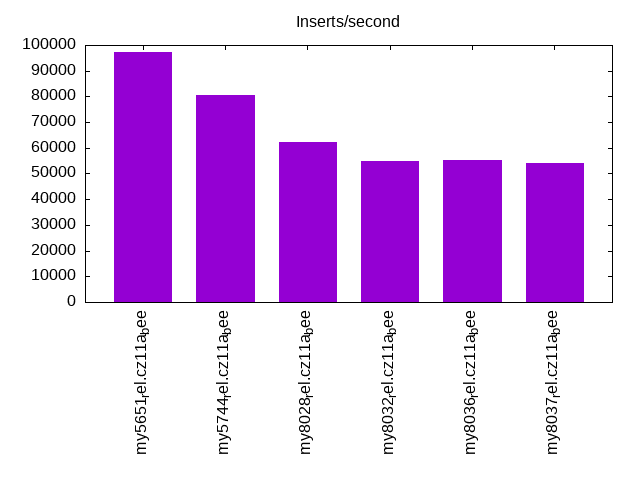 Inserts/second
100000
90000
80000
70000
60000
50000
40000
30000
20000
10000
0
my5651rel.cz11abee
my5744rel.cz11abee
my8028rel.cz11abee
my8032rel.cz11abee
my8036rel.cz11abee
my8037rel.cz11abee